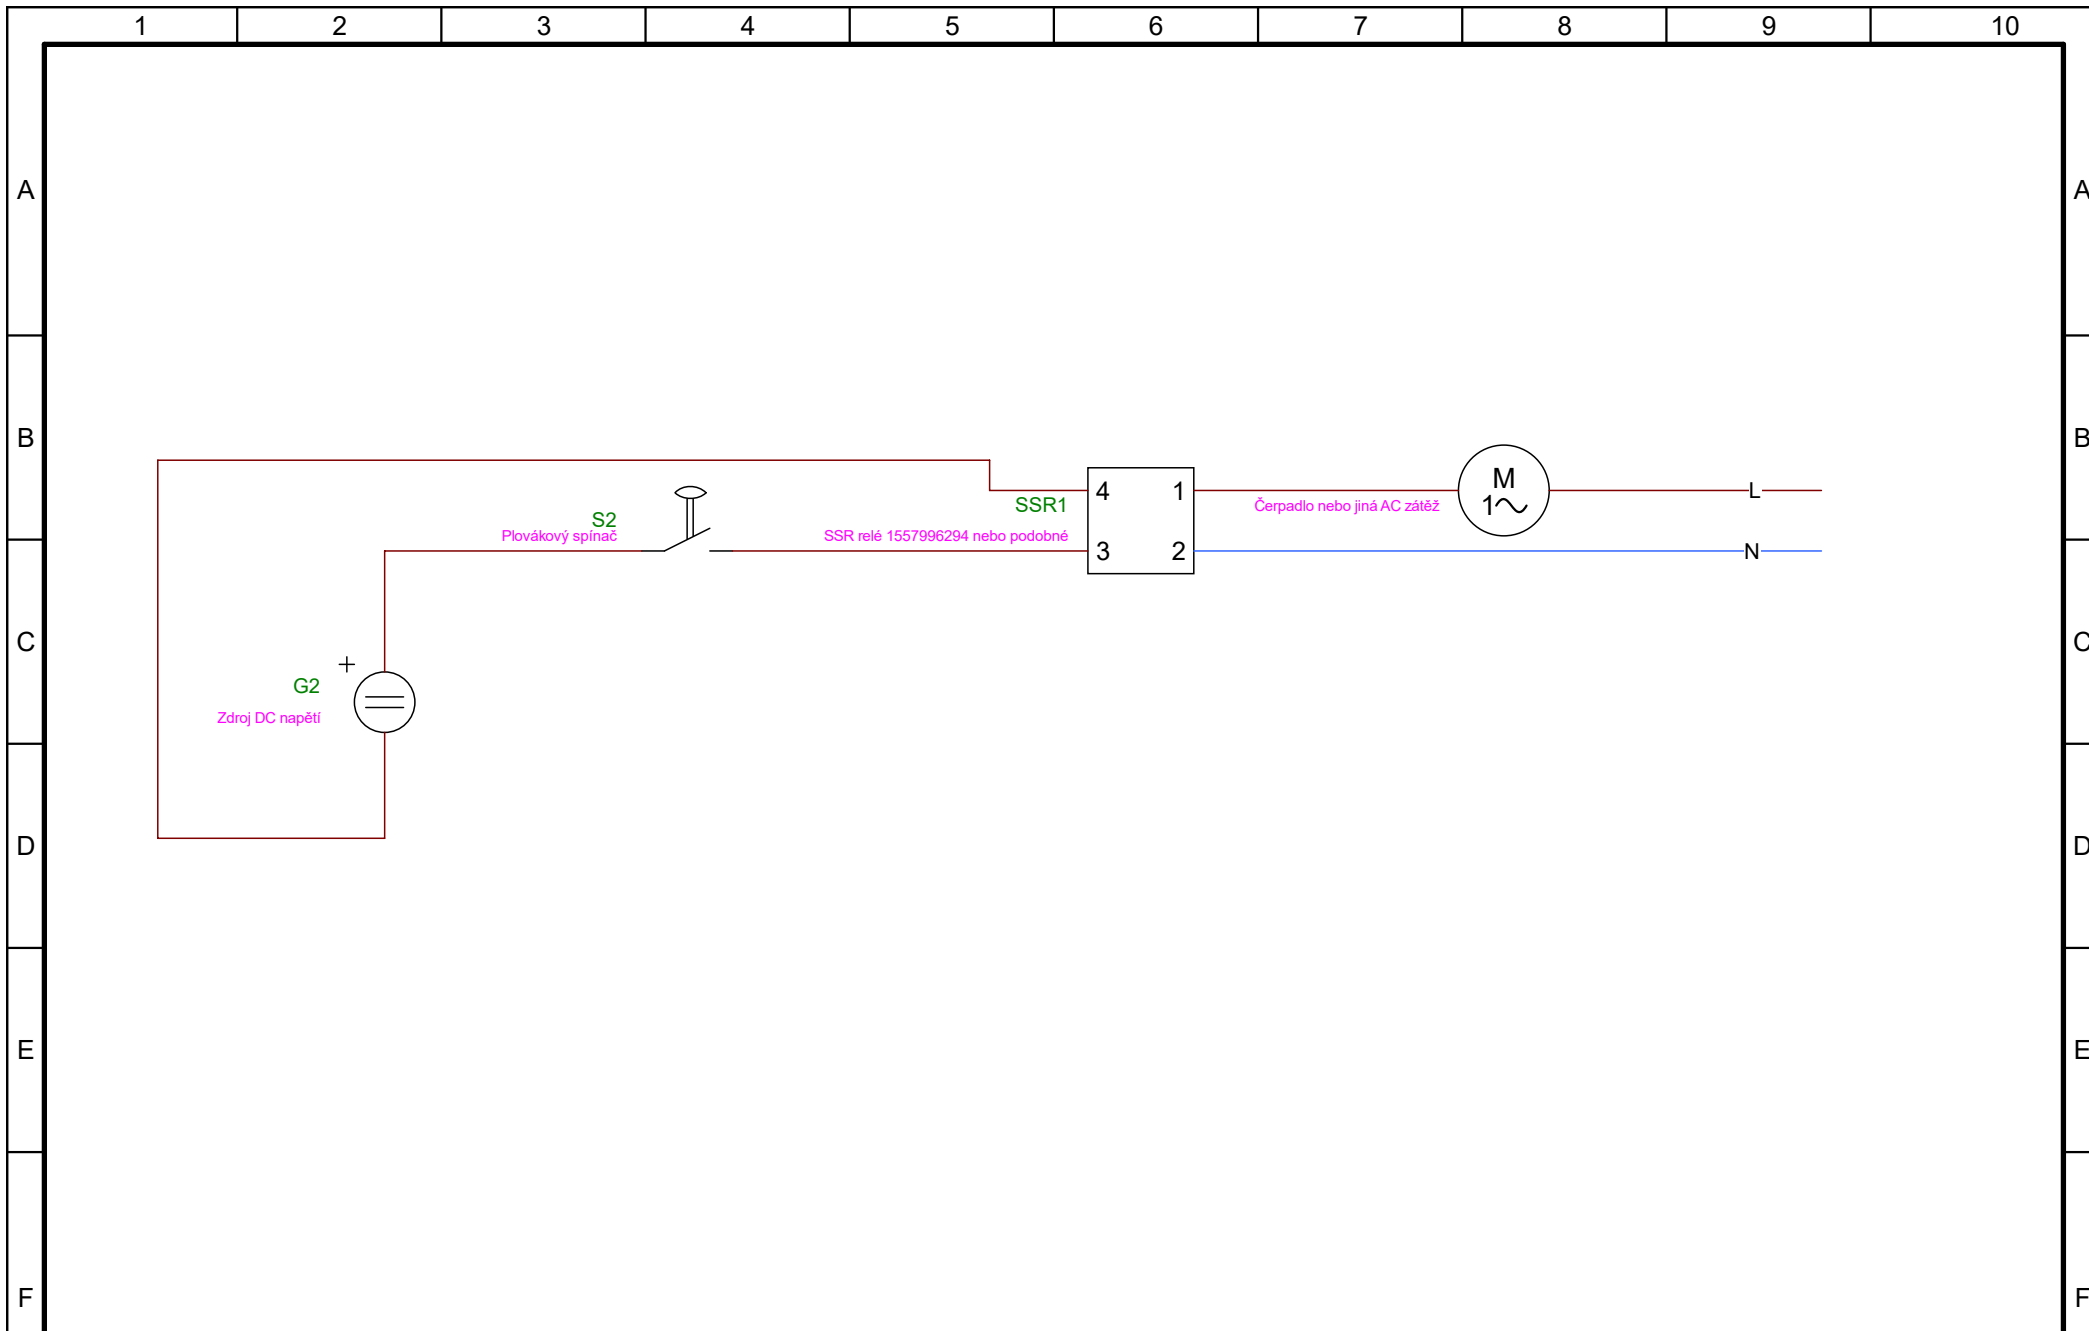 1 2 3 4 5 6 7 8 9 10
A A
B B
M
1
4 1
L
SSR1
Čerpadlo nebo jiná AC zátěž
S2
Plovákový spínač
SSR relé 1557996294 nebo podobné
3 2
N
C C
G2
Zdroj DC napětí
D D
E E
F F